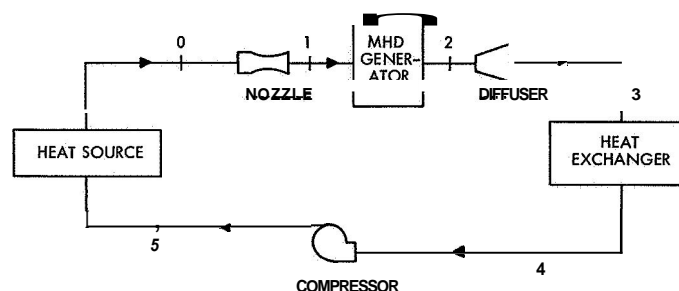 0
1
MHD
GENER-
ATOR
2
NOZZLE
DIFFUSER
3
HEAT SOURCE
HEAT
EXCHANGER
5
4
COMPRESSOR